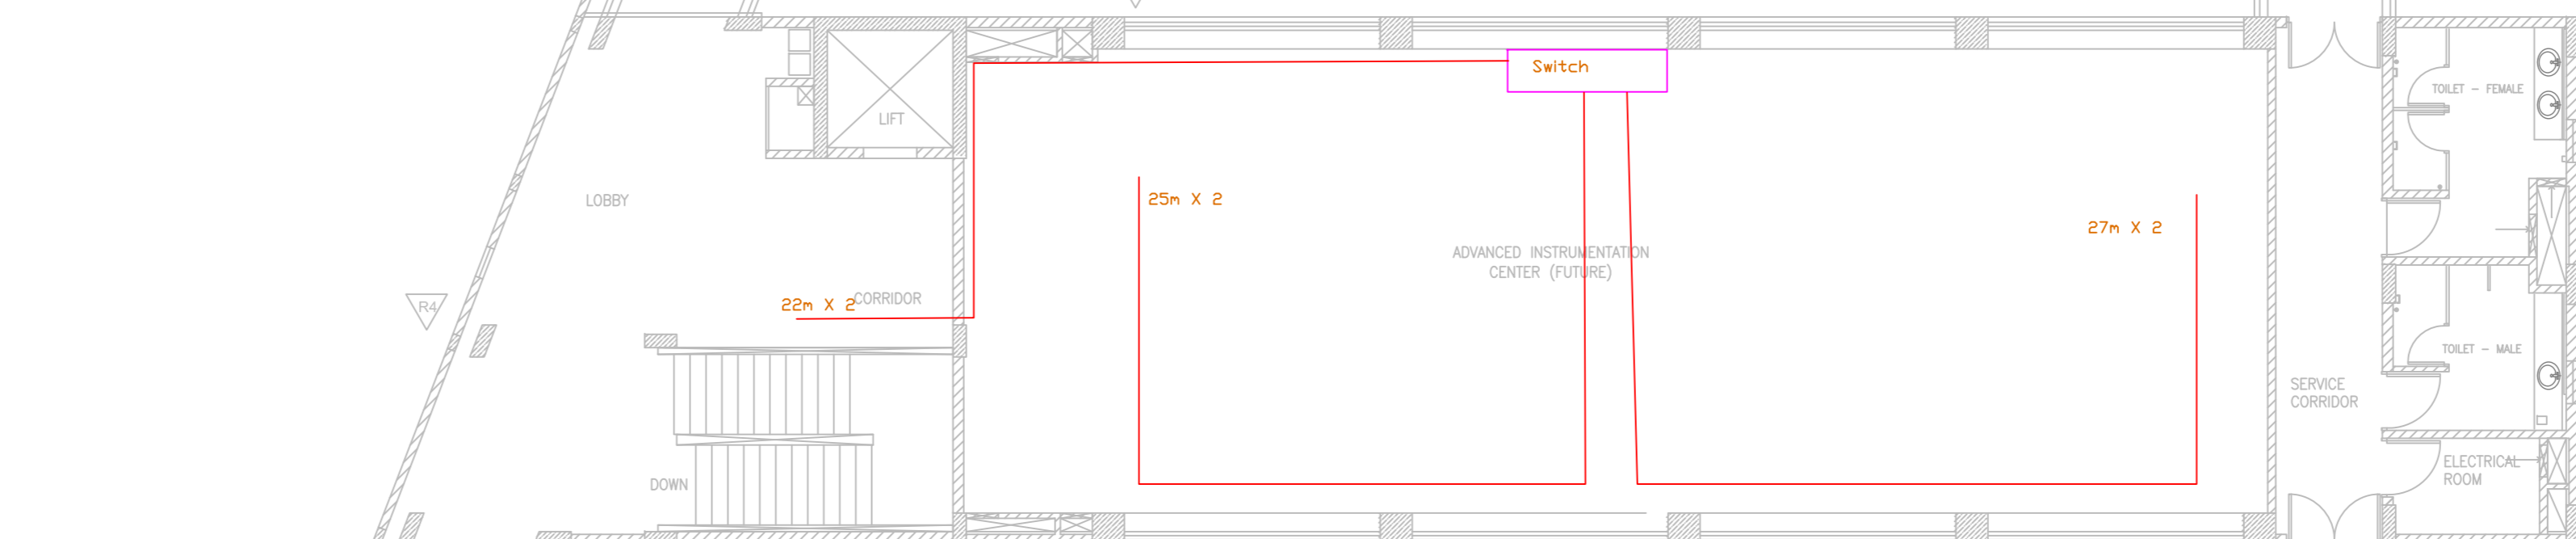 Switch
TOILET - FEMALE
LIFT
LOBBY
25m X 2
27m X 2
ADVANCED INSTRUMENTATION
CENTER (FUTURE)
22m X 2
CORRIDOR
R4
TOILET - MALE
SERVICE
CORRIDOR
ELECTRICAL
ROOM
DOWN